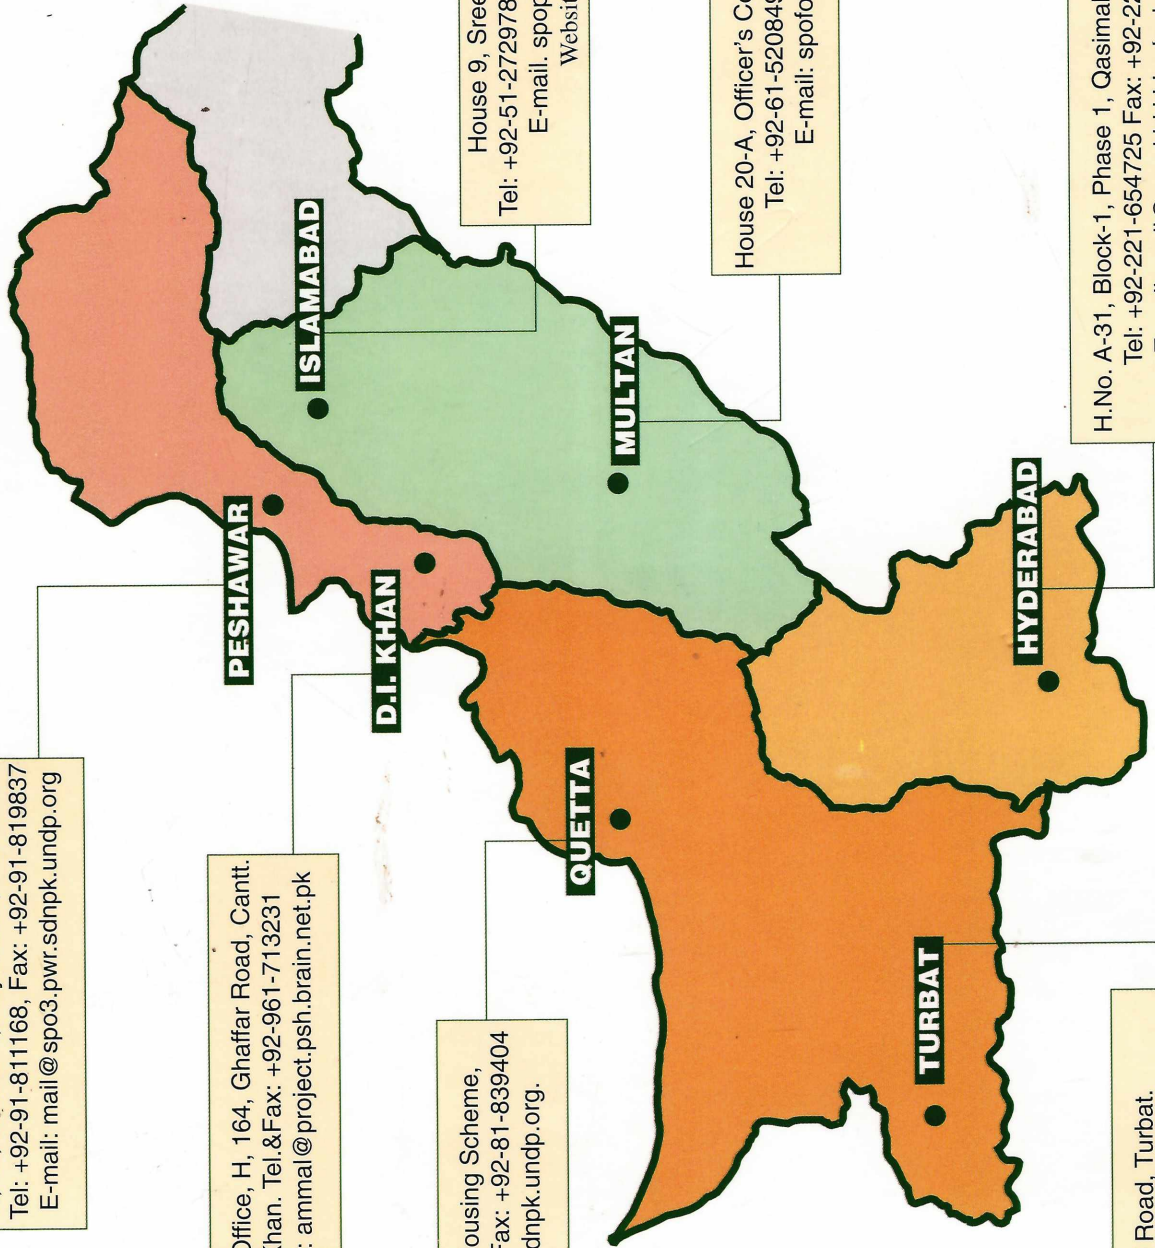 Tel: +92-91-811168, Fax: +92-91-819837
E-mail: mail@spo3.pwr.sdnpk.undp.org
PESHAWAR
Office, H, 164, Ghaffar Road, Cantt.
Khan. Tel.&Fax: +92-961-713231
: ammal@project.psh.brain.net.pk
D.I. KHAN
ousing Scheme,
Fax: +92-81-839404
dnpk.undp.org.
QUETTA
Road, Turbat.
TURBAT
ISLAMABAD
House 9, Sree
Tel: +92-51-272978
E-mail. spop
Websit
MULTAN
House 20-A, Officer's Co
Tel: +92-61-520849
E-mail: spofo
HYDERABAD
H.No. A-31, Block-1, Phase 1, Qasimab
Tel: +92-221-654725 Fax: +92-22